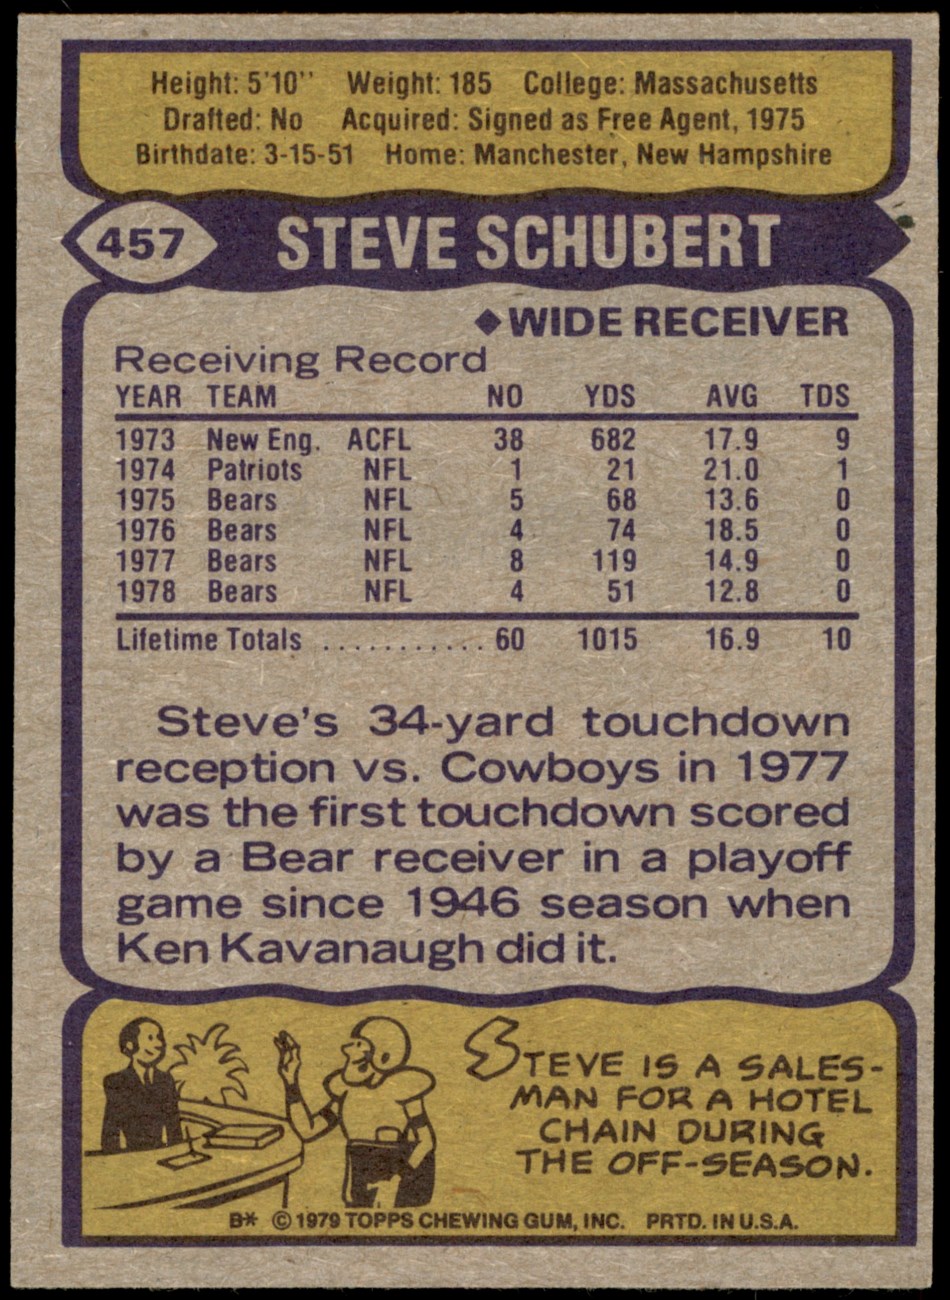 Height: 5'10'' Weight: 185 College: Massachusetts
Drafted: No Acquired: Signed as Free Agent, 1975
Birthdate: 3-15-51 Home: Manchester, New Hampshire
457 STEVE SCHUBERT
◆WIDE RECEIVER
Receiving Record
YEAR TEAM NO YDS AVG TDS
1973 New Eng. ACFL 38 682 17.9 9
1974 Patriots NFL 1 21 21.0 1
1975 Bears NFL 5 68 13.6 0
1976 Bears NFL 4 74 18.5 0
1977 Bears NFL 8 119 14.9 0
1978 Bears NFL 4 51 12.8 0
Lifetime Totals ........... 60 1015 16.9 10
Steve's 34-yard touchdown
reception vs. Cowboys in 1977
was the first touchdown scored
by a Bear receiver in a playoff
game since 1946 season when
Ken Kavanaugh did it.
STEVE IS A SALES-
MAN FOR A HOTEL
CHAIN DURING
THE OFF-SEASON.
B* © 1979 TOPPS CHEWING GUM, INC. PRTD. IN U.S.A.